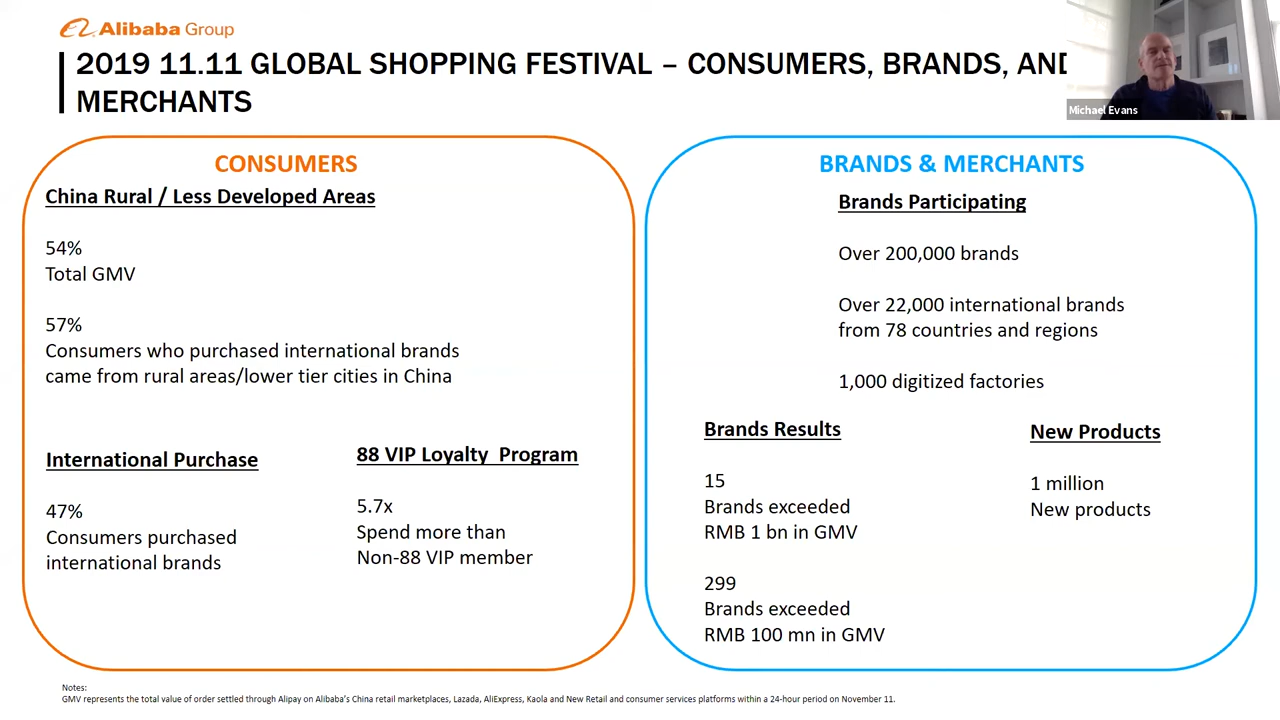 Alibaba Group
2019 11.11 GLOBAL SHOPPING FESTIVAL – CONSUMERS, BRANDS, AND
MERCHANTS
Michael Evans
CONSUMERS
China Rural / Less Developed Areas
54%
Total GMV
57%
Consumers who purchased international brands
came from rural areas/lower tier cities in China
International Purchase
47%
Consumers purchased
international brands
88 VIP Loyalty Program
5.7x
Spend more than
Non-88 VIP member
BRANDS & MERCHANTS
Brands Participating
Over 200,000 brands
Over 22,000 international brands
from 78 countries and regions
1,000 digitized factories
Brands Results
15
Brands exceeded
RMB 1 bn in GMV
299
Brands exceeded
RMB 100 mn in GMV
New Products
1 million
New products
Notes:
GMV represents the total value of order settled through Alipay on Alibaba's China retail marketplaces, Lazada, AliExpress, Kaola and New Retail and consumer services platforms within a 24-hour period on November 11.